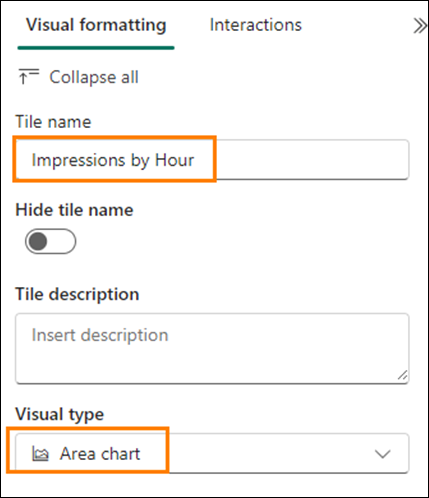 Visual formatting Interactions
Collapse all
Tile name
Impressions by Hour
Hide tile name
Tile description
Insert description
Visual type
Area chart